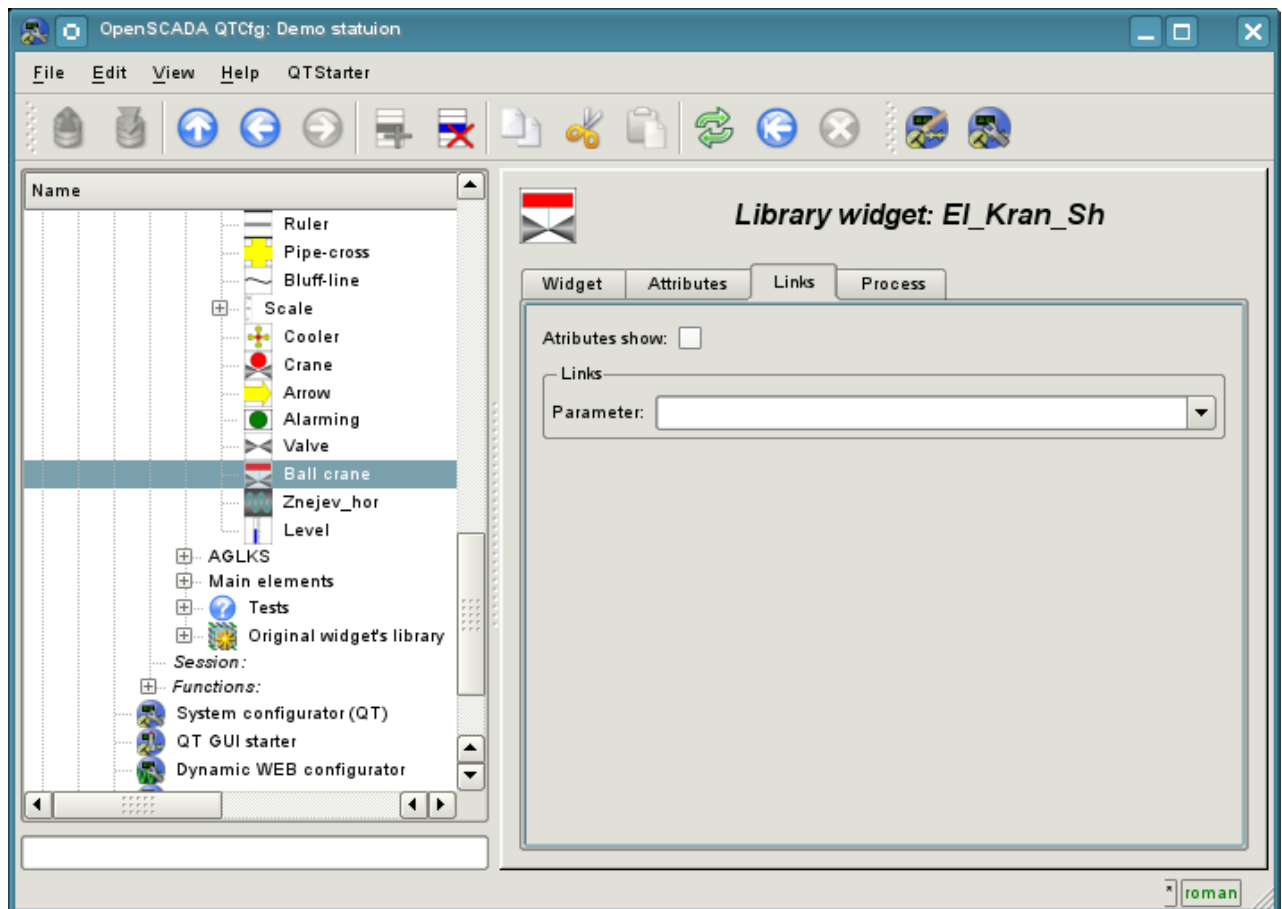 OpenSCADA QTCfg: Demo statuion
File Edit View Help QTStarter
Name
Ruler
Pipe-cross
Bluff-line
Scale
Cooler
Crane
Arrow
Alarming
Valve
Ball crane
Znejev_hor
Level
AGLKS
Main elements
Tests
Original widget's library
Session:
Functions:
System configurator (QT)
QT GUI starter
Dynamic WEB configurator
Library widget: El_Kran_Sh
Widget Attributes Links Process
Atributes show:
Links
Parameter:
* roman